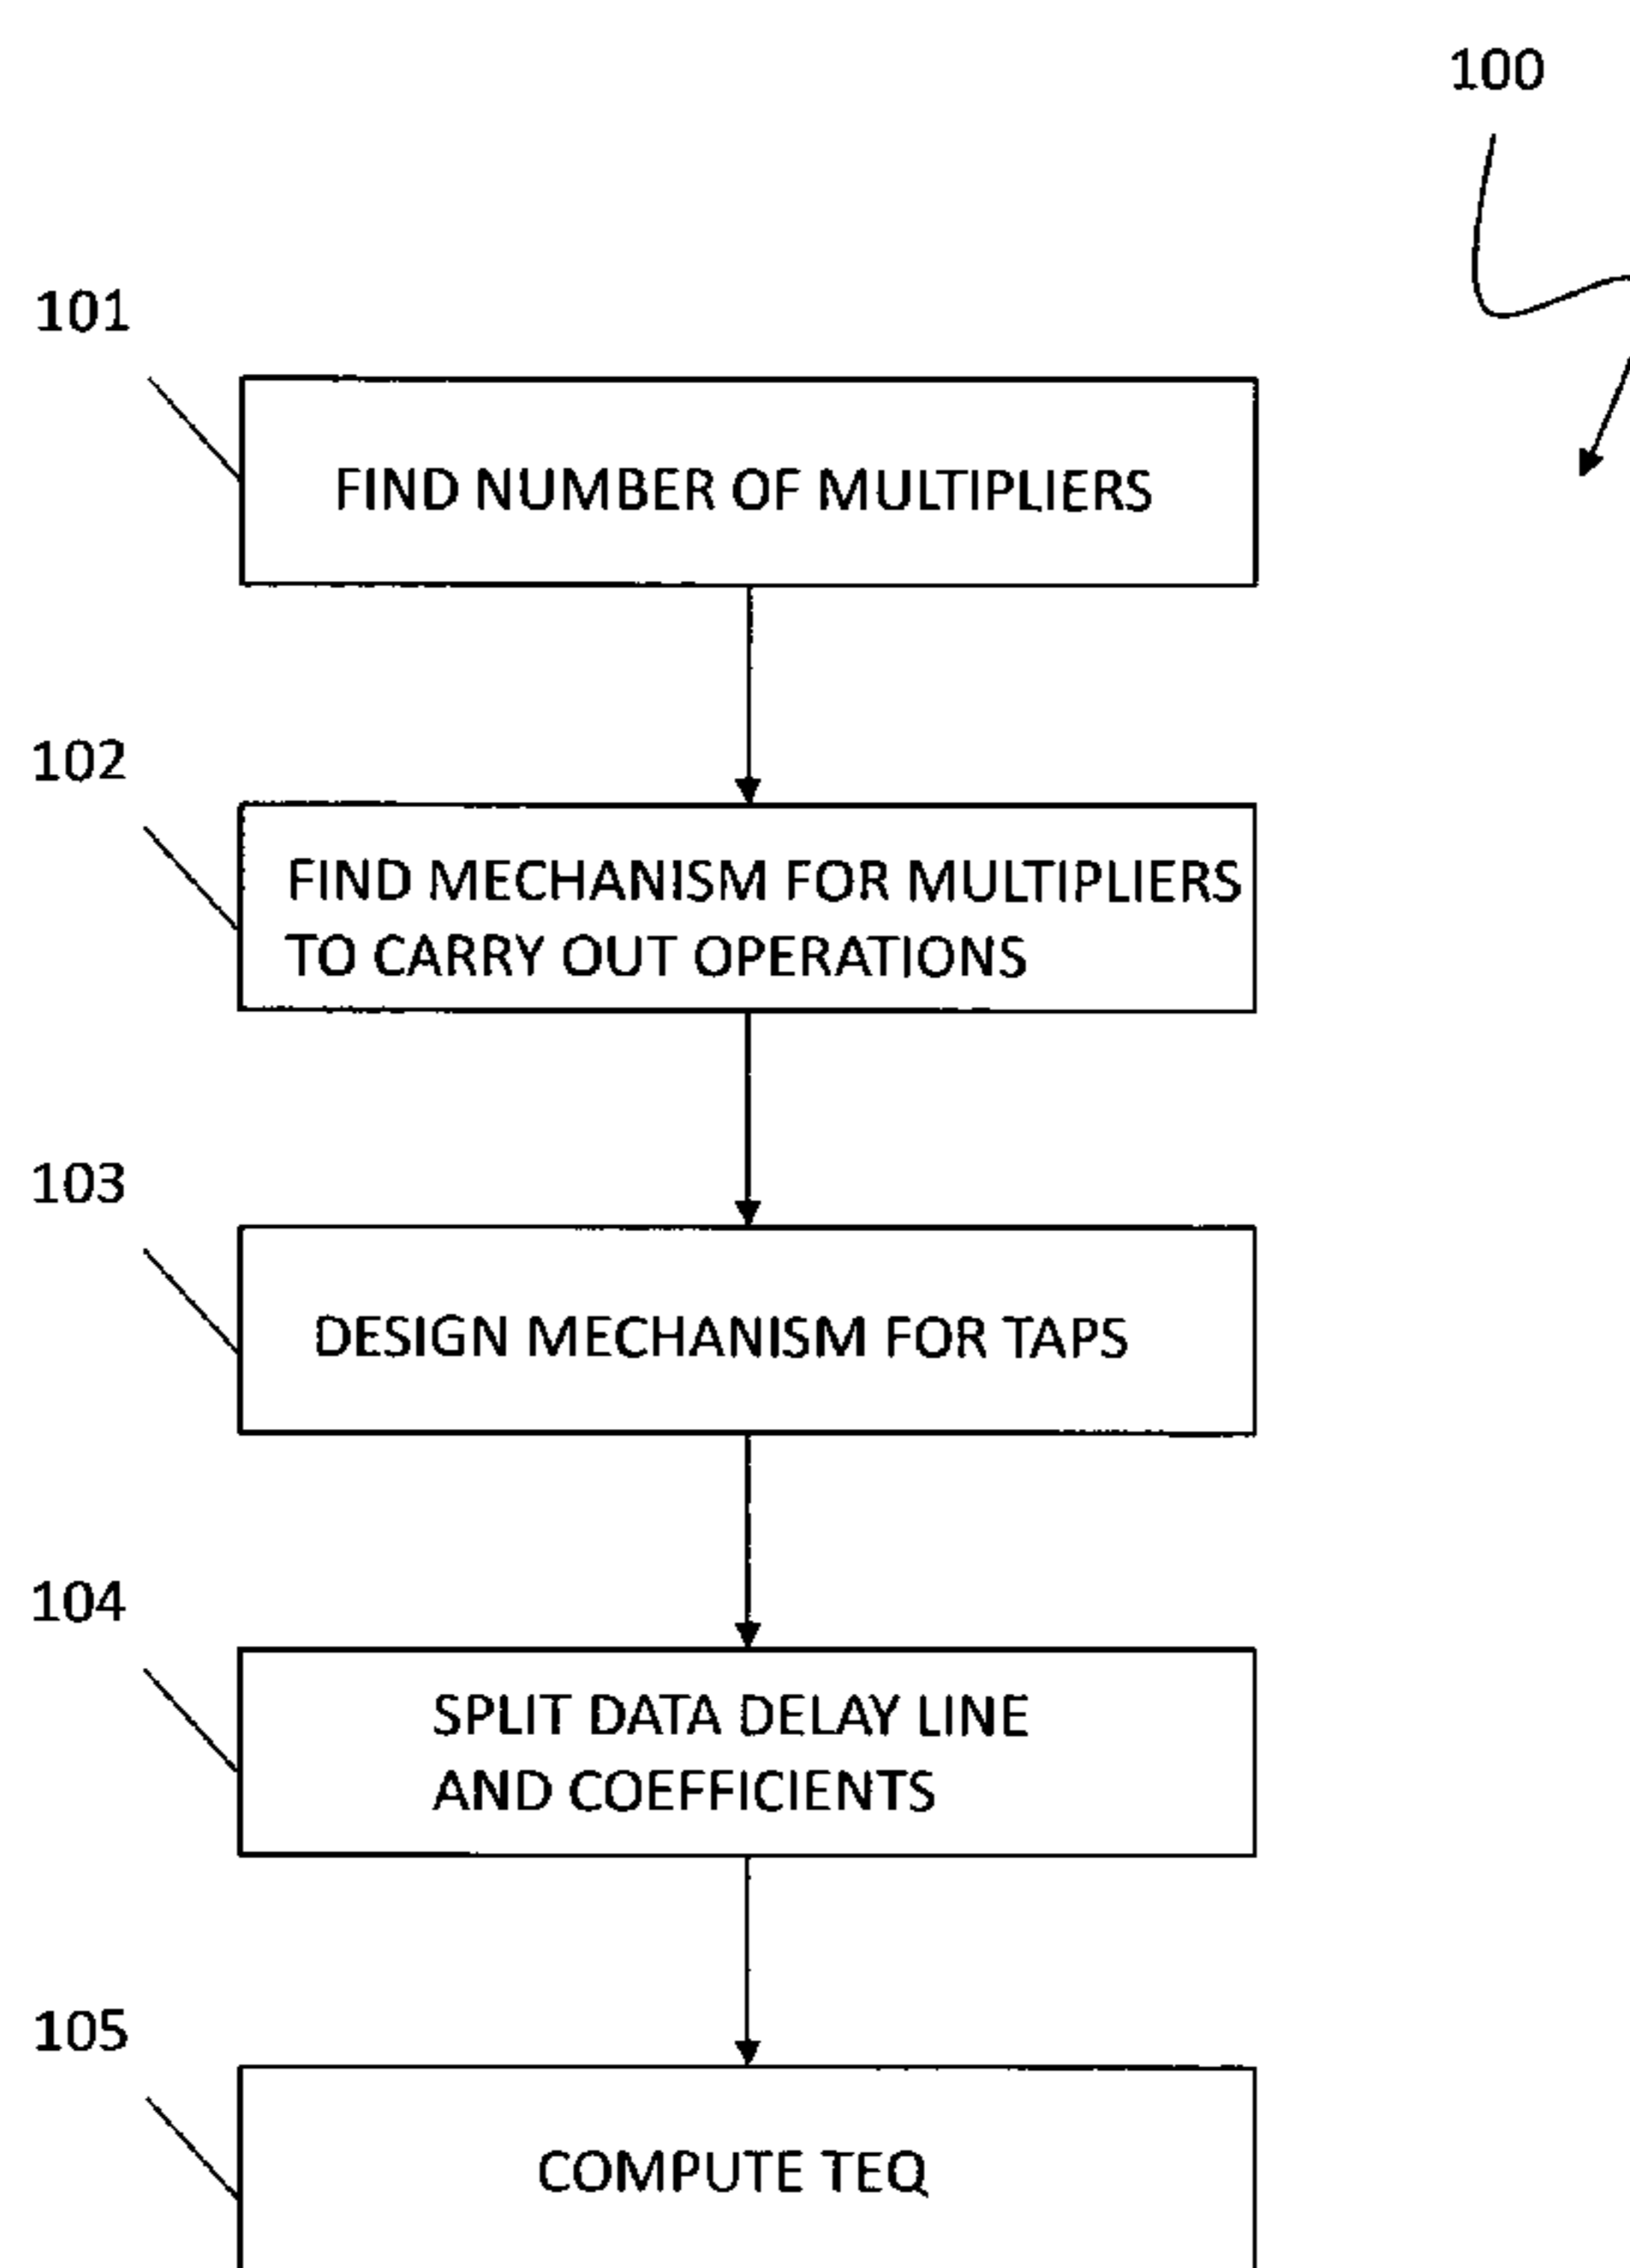 100
101
FIND NUMBER OF MULTIPLIERS
102
FIND MECHANISM FOR MULTIPLIERS
TO CARRY OUT OPERATIONS
103
DESIGN MECHANISM FOR TAPS
104
SPLIT DATA DELAY LINE
AND COEFFICIENTS
105
COMPUTE TEQ